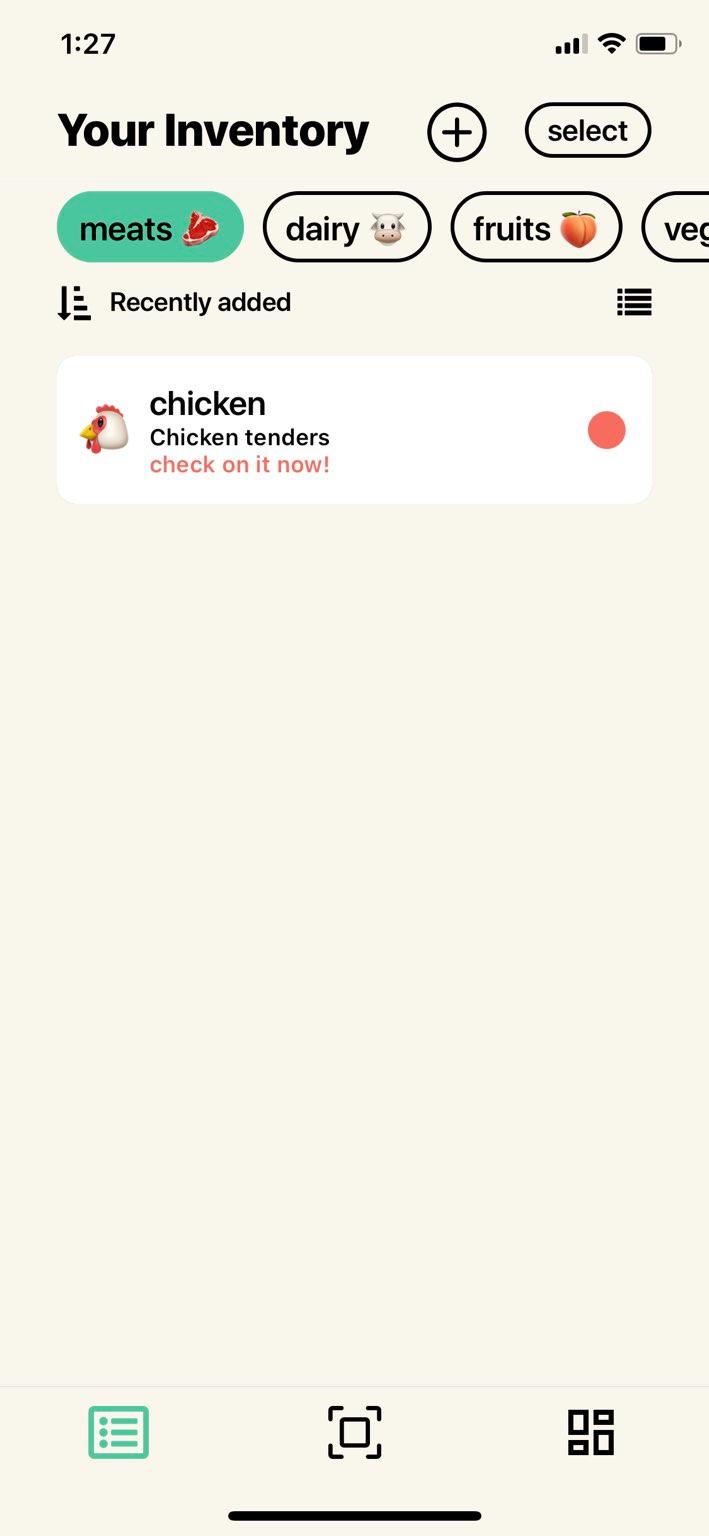 1:27
Your Inventory
select
meats
dairy
fruits
veg
Recently added
chicken
Chicken tenders
check on it now!